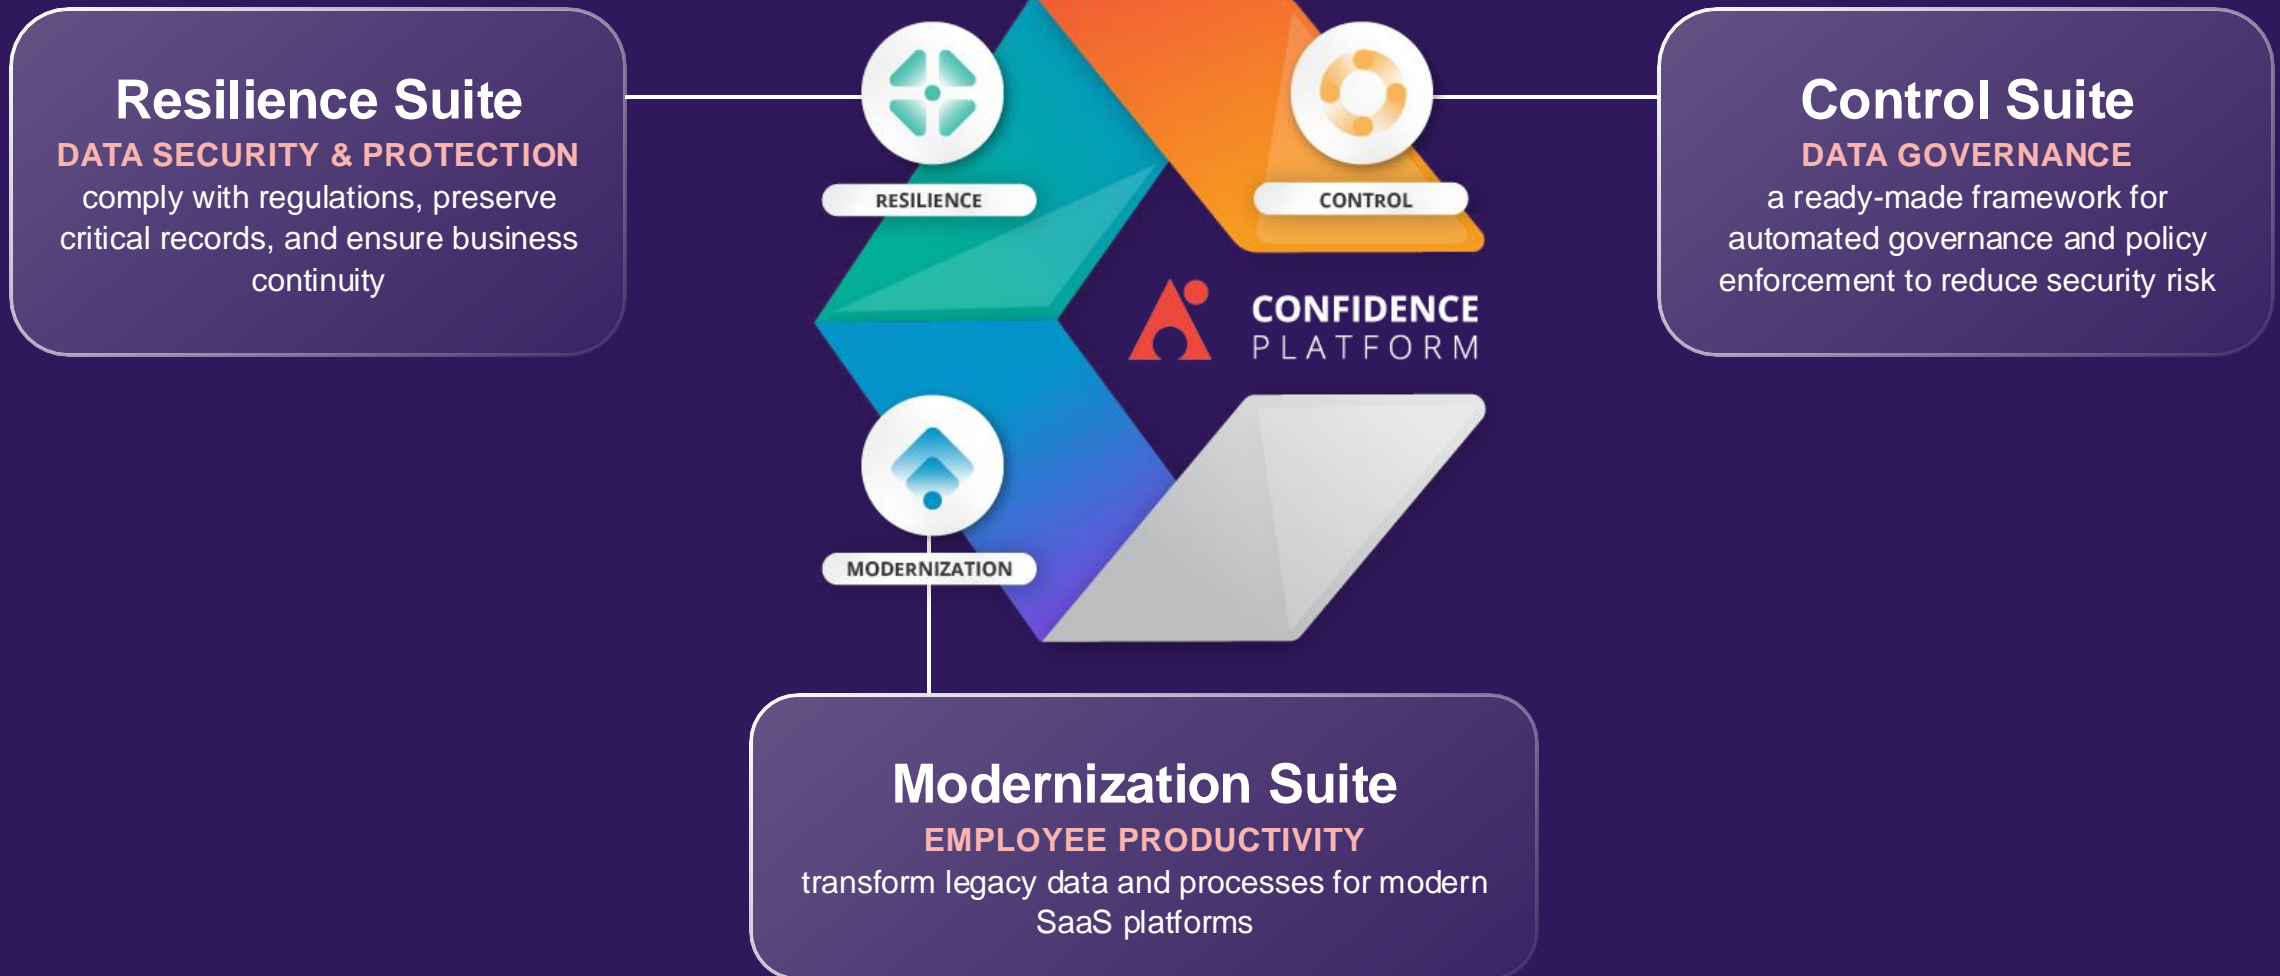 Resilience Suite
DATA SECURITY & PROTECTION
comply with regulations, preserve
critical records, and ensure business
continuity
RESILIENCE
CONTROL
Control Suite
DATA GOVERNANCE
a ready-made framework for
automated governance and policy
enforcement to reduce security risk
CONFIDENCE
PLATFORM
MODERNIZATION
Modernization Suite
EMPLOYEE PRODUCTIVITY
transform legacy data and processes for modern
SaaS platforms